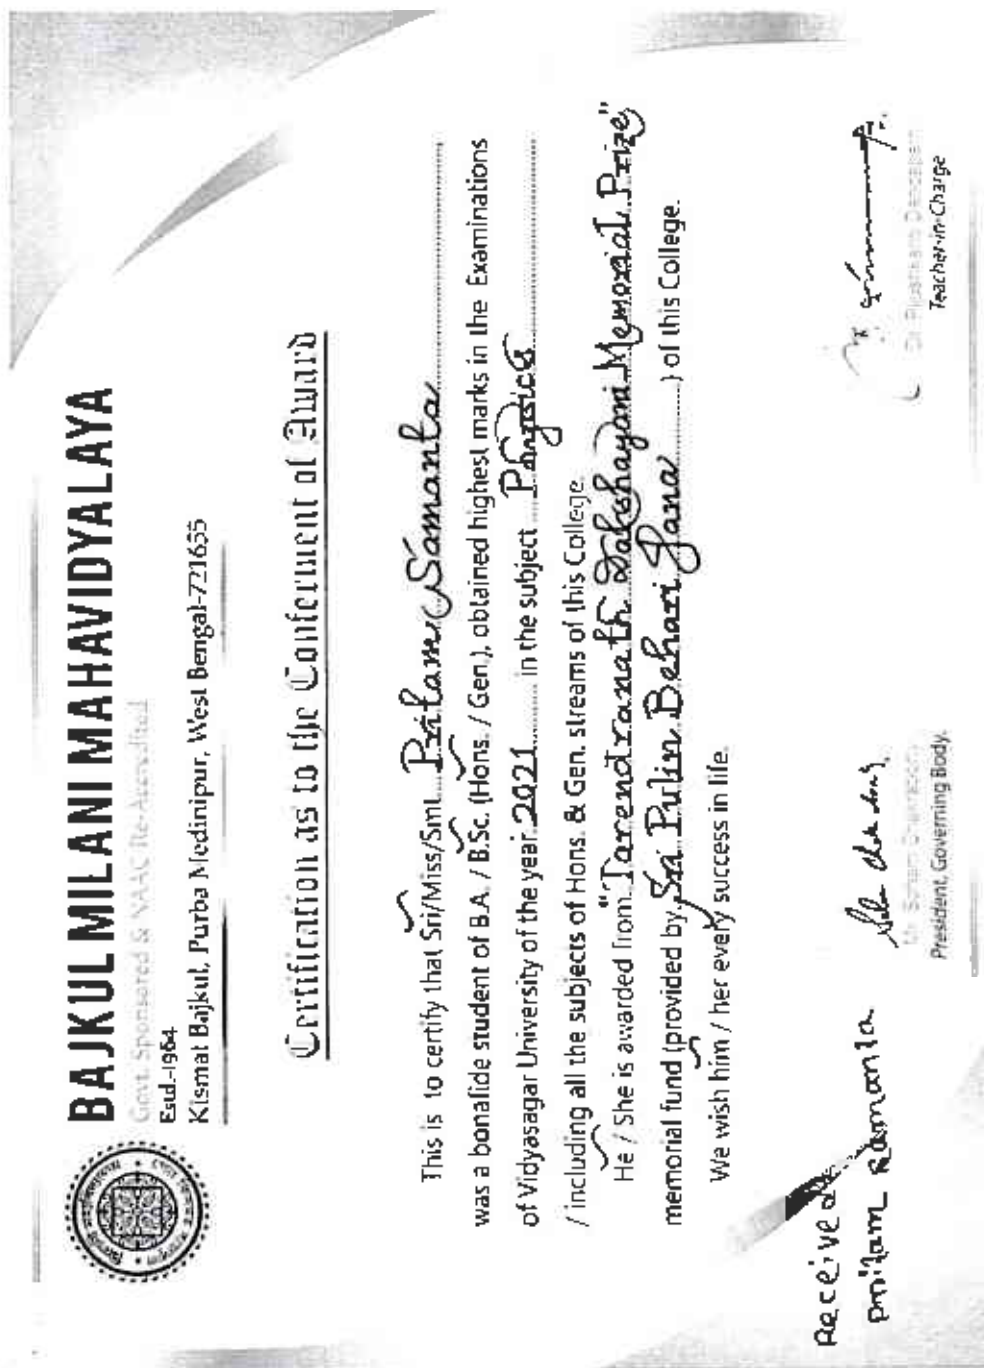 BAJKUL MILANI MAHAVIDYALAYA
Govt. Sponsored & NAAC Re-Accredited
Estd.-1964
Kismat Bajkul, Purba Medinipur, West Bengal-721655
Certification as to the Conferment of Award
This is to certify that Sri/Miss/Smt. Pritam Samanta
was a bonafide student of B.A. / B.Sc. (Hons. / Gen.), obtained highest marks in the Examinations
of Vidyasagar University of the year 2021 in the subject Physics
/ including all the subjects of Hons. & Gen. streams of this College.
He / She is awarded from "Tarendranath Dakshayani Memorial Prize"
memorial fund (provided by Sri Pulin Behari Jana ) of this College.
We wish him / her every success in life.
Received
Pritam Samanta
President, Governing Body.
Teacher-in-Charge